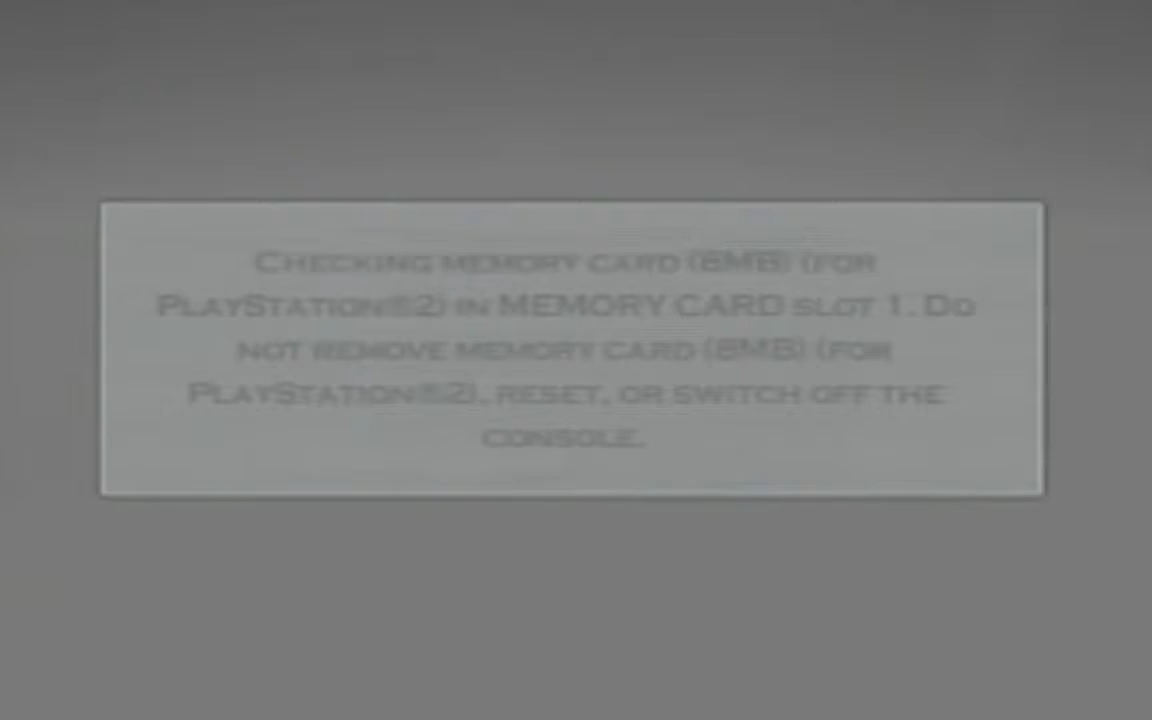 Checking memory card (8MB) (for
PlayStation®2) in MEMORY CARD slot 1. Do
not remove memory card (8MB) (for
PlayStation®2), reset, or switch off the
console.